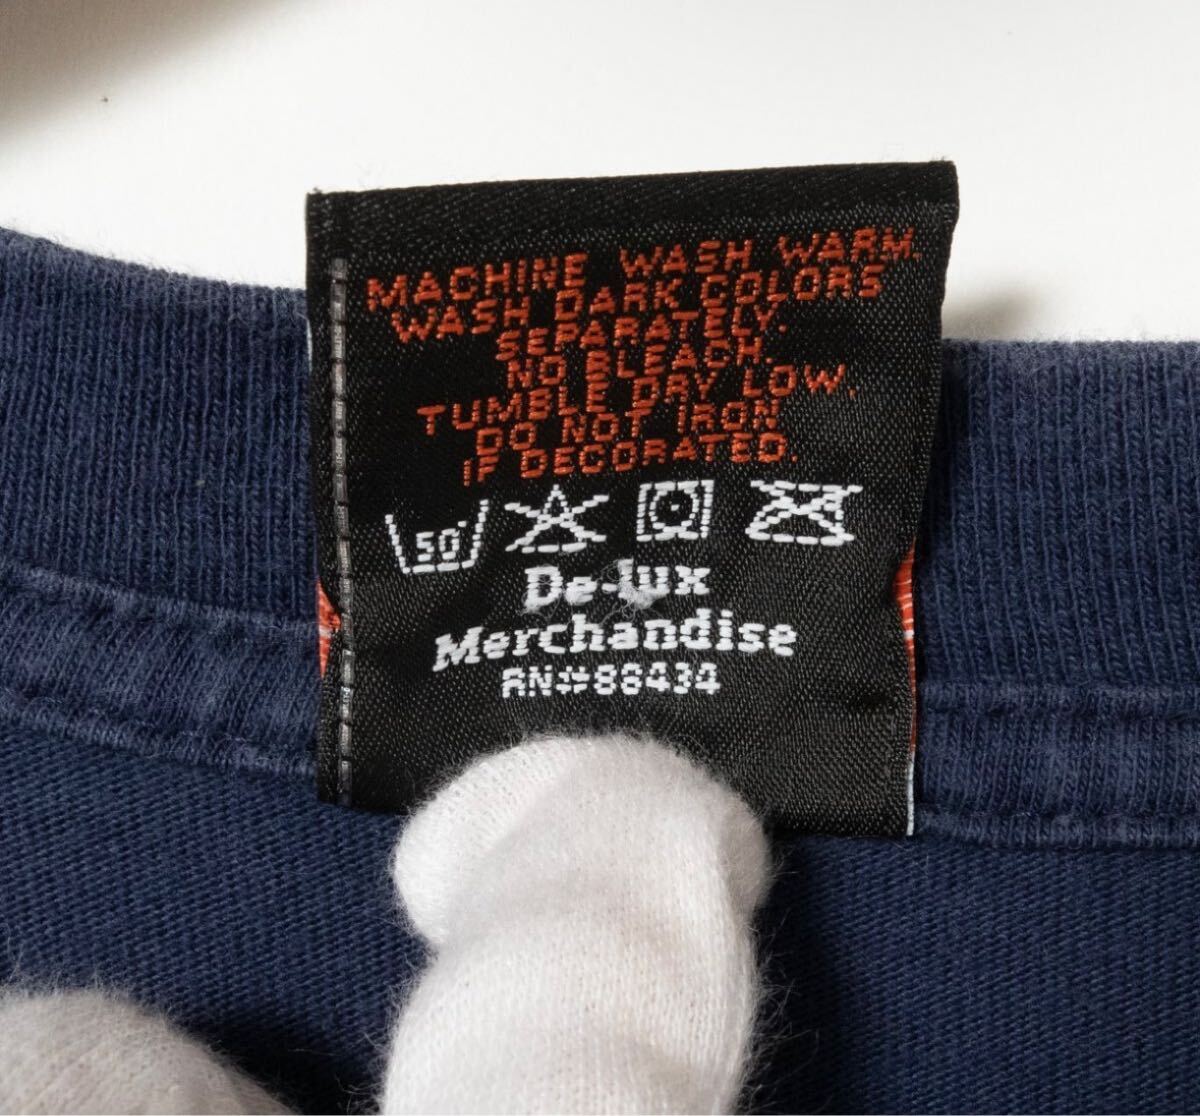 MACHINE WASH WARM.
WASH DARK COLORS
SEPARATELY.
NO BLEACH.
TUMBLE DRY LOW.
DO NOT IRON
IF DECORATED.
50°
De-lux
Merchandise
RN#86434